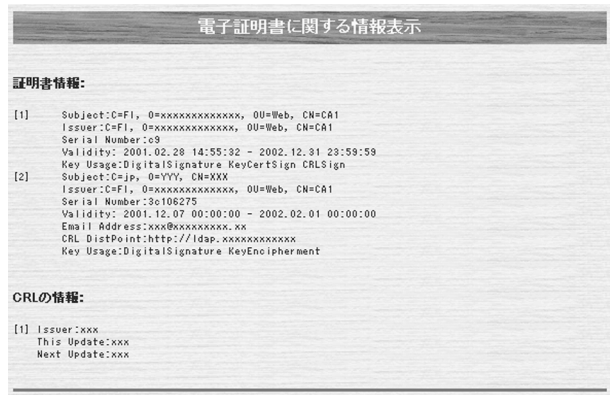 電子証明書に関する情報表示
証明書情報:
[1] Subject:C=FI, O=xxxxxxxxxxxxx, OU=Web, CN=CA1
Issuer:C=FI, O=xxxxxxxxxxxxx, OU=Web, CN=CA1
Serial Number:c9
Validity: 2001.02.28 14:55:32 - 2002.12.31 23:59:59
Key Usage:DigitalSignature KeyCertSign CRLSign
[2] Subject:C=jp, O=YYY, CN=XXX
Issuer:C=FI, O=xxxxxxxxxxxxx, OU=Web, CN=CA1
Serial Number:3c106275
Validity: 2001.12.07 00:00:00 - 2002.02.01 00:00:00
Email Address:xxx@xxxxxxxxx.xx
CRL DistPoint:http://ldap.xxxxxxxxxxxx
Key Usage:DigitalSignature KeyEncipherment
CRLの情報:
[1] Issuer:xxx
This Update:xxx
Next Update:xxx